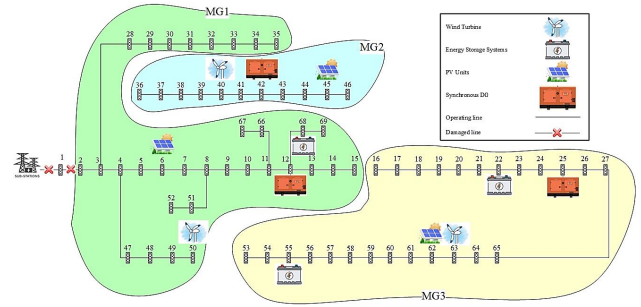 MG1
28 29 30 31 32 33 34 35
MG2
36 37 38 39 40 41 42 43 44 45 46
67 66 68 69
1 2 3 4 5 6 7 8 9 10 11 12 13 14 15
16 17 18 19 20 21 22 23 24 25 26 27
SUB-STATIONS
52 51
47 48 49 50
53 54 55 56 57 58 59 60 61 62 63 64 65
MG3
Wind Turbine
Energy Storage Systems
PV Units
Synchronous DG
Operating line
Damaged line